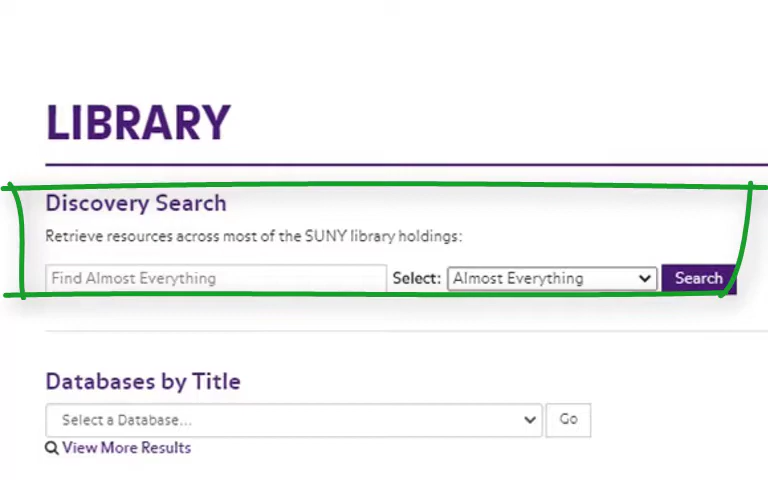 LIBRARY
Discovery Search
Retrieve resources across most of the SUNY library holdings:
Find Almost Everything Select: Almost Everything Search
Databases by Title
Select a Database... Go
View More Results